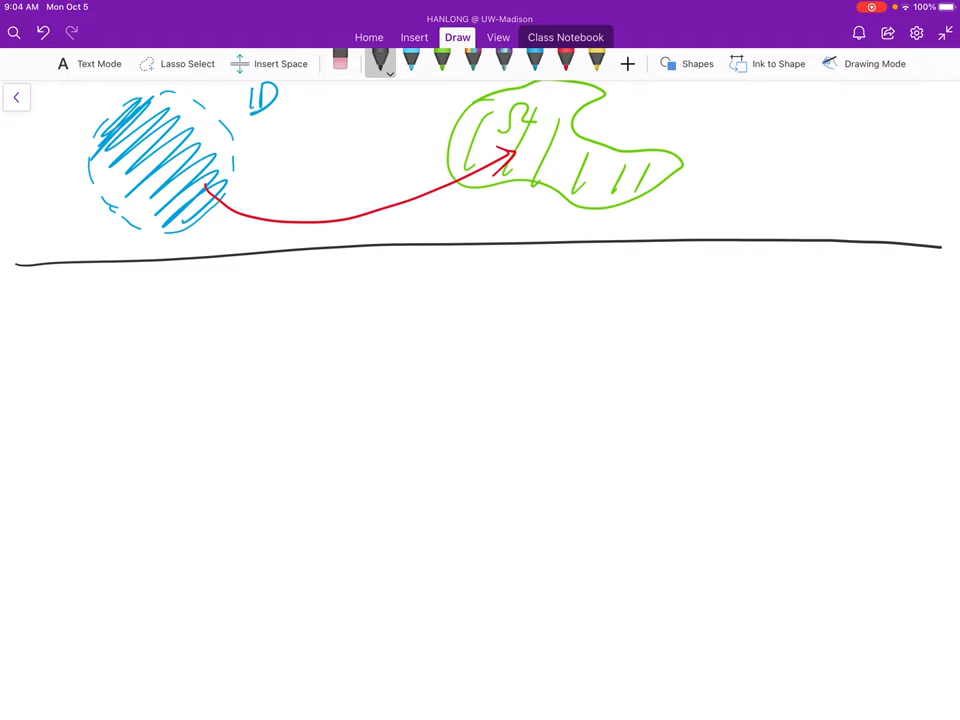 9:04 AM Mon Oct 5
100%
HANLONG @ UW-Madison
Home Insert Draw View Class Notebook
A Text Mode Lasso Select Insert Space Shapes Ink to Shape Drawing Mode
𝔻
Ω